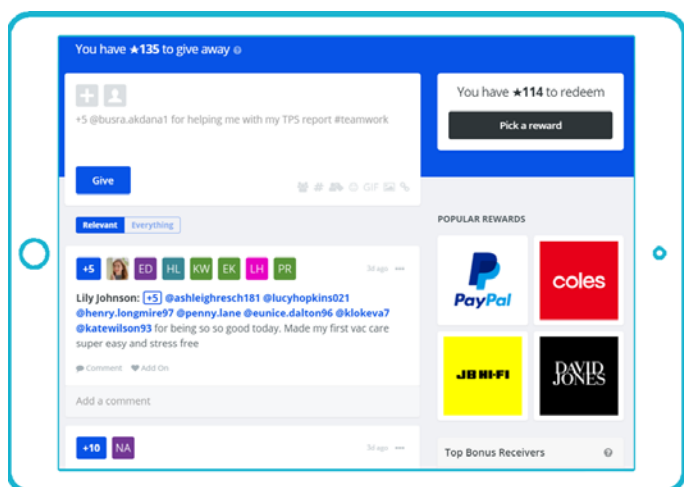 You have ★135 to give away
+5 @busra.akdana1 for helping me with my TPS report #teamwork
Give
GIF
You have ★114 to redeem
Pick a reward
Relevant
Everything
+5
ED
HL
KW
EK
LH
PR
3d ago
Lily Johnson: +5 @ashleighresch181 @lucyhopkins021
@henry.longmire97 @penny.lane @eunice.dalton96 @klokeva7
@katewilson93 for being so so good today. Made my first vac care
super easy and stress free
Comment
Add On
Add a comment
+10
NA
3d ago
POPULAR REWARDS
PayPal
coles
JB HI-FI
DAVID
JONES
Top Bonus Receivers